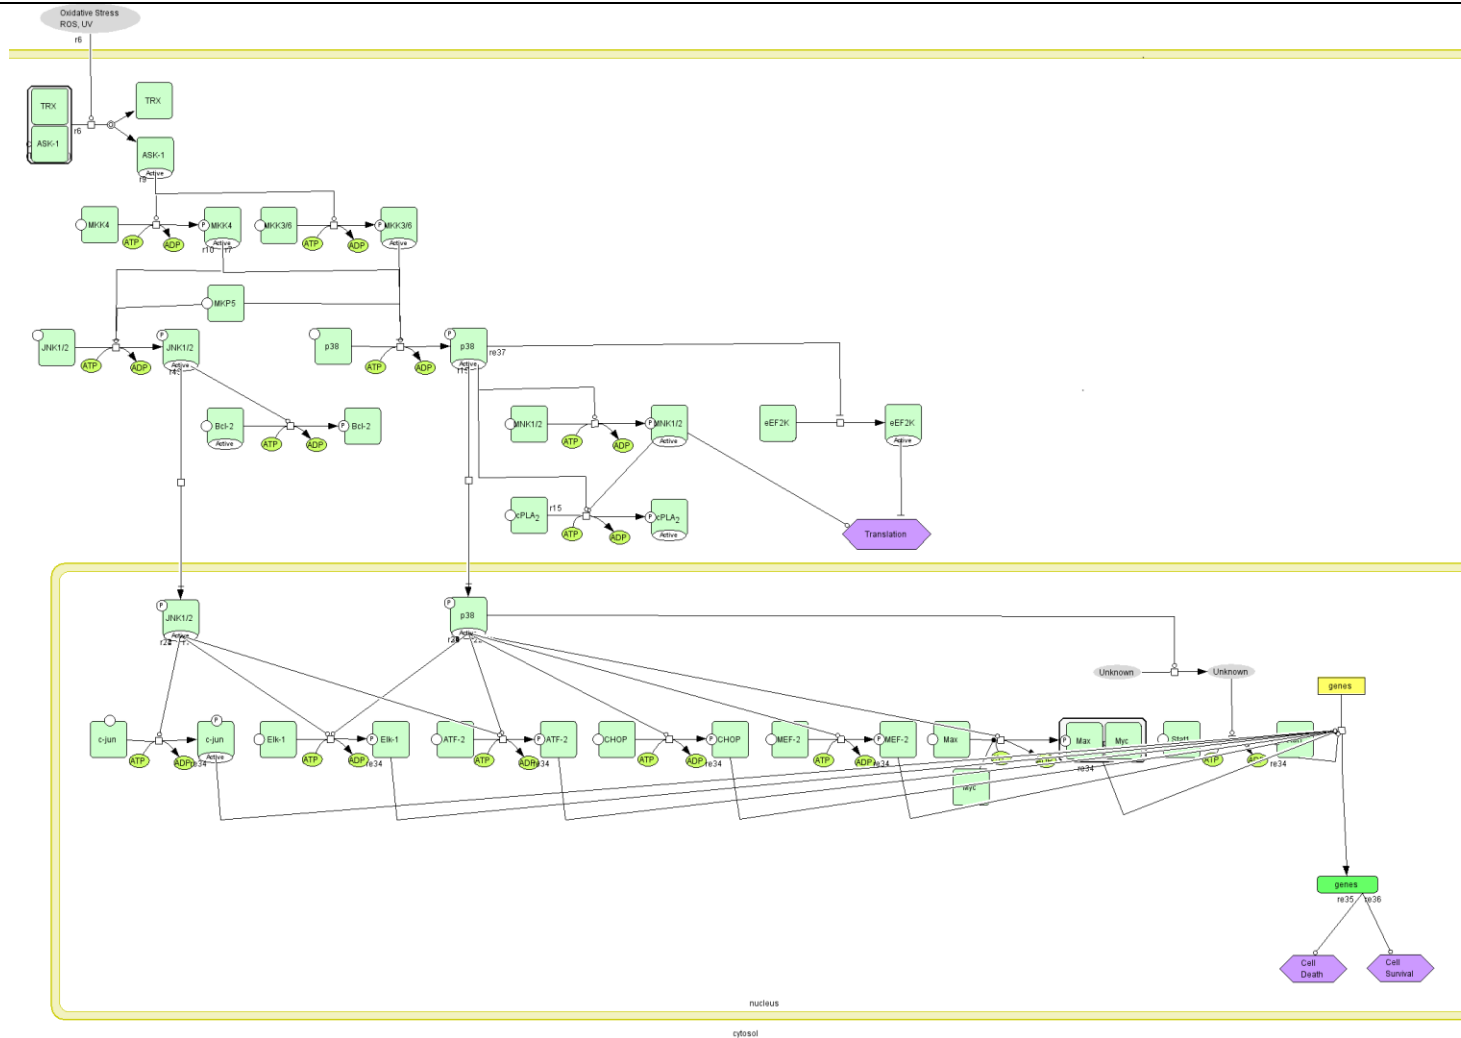 Oxidative Stress
ROS, UV
r6
TRX
TRX
r6
ASK-1
ASK-1
Active
r9
MKK4
P
MKK4
MKK3/6
P
MKK3/6
ATP
ADP
Active
ATP
ADP
Active
r10
r7
MKP5
JNK1/2
P
JNK1/2
p38
P
p38
re37
ATP
ADP
Active
ATP
ADP
Active
Bcl-2
P
Bcl-2
MNK1/2
P
MNK1/2
eEF2K
eEF2K
Active
ATP
ADP
ATP
ADP
Active
Active
cPLA2
r15
P
cPLA2
ATP
ADP
Active
Translation
P
JNK1/2
P
p38
Unknown
Unknown
genes
P
c-jun
c-jun
Elk-1
P
Elk-1
ATF-2
P
ATF-2
CHOP
P
CHOP
MEF-2
P
MEF-2
Max
P
Max
Myc
ATP
ADP
re34
Active
ATP
ADP
re34
ATP
ADP
re34
ATP
ADP
re34
ATP
ADP
re34
re34
ATP
re34
Myc
genes
re35
re36
Cell
Death
Cell
Survival
nucleus
cytosol